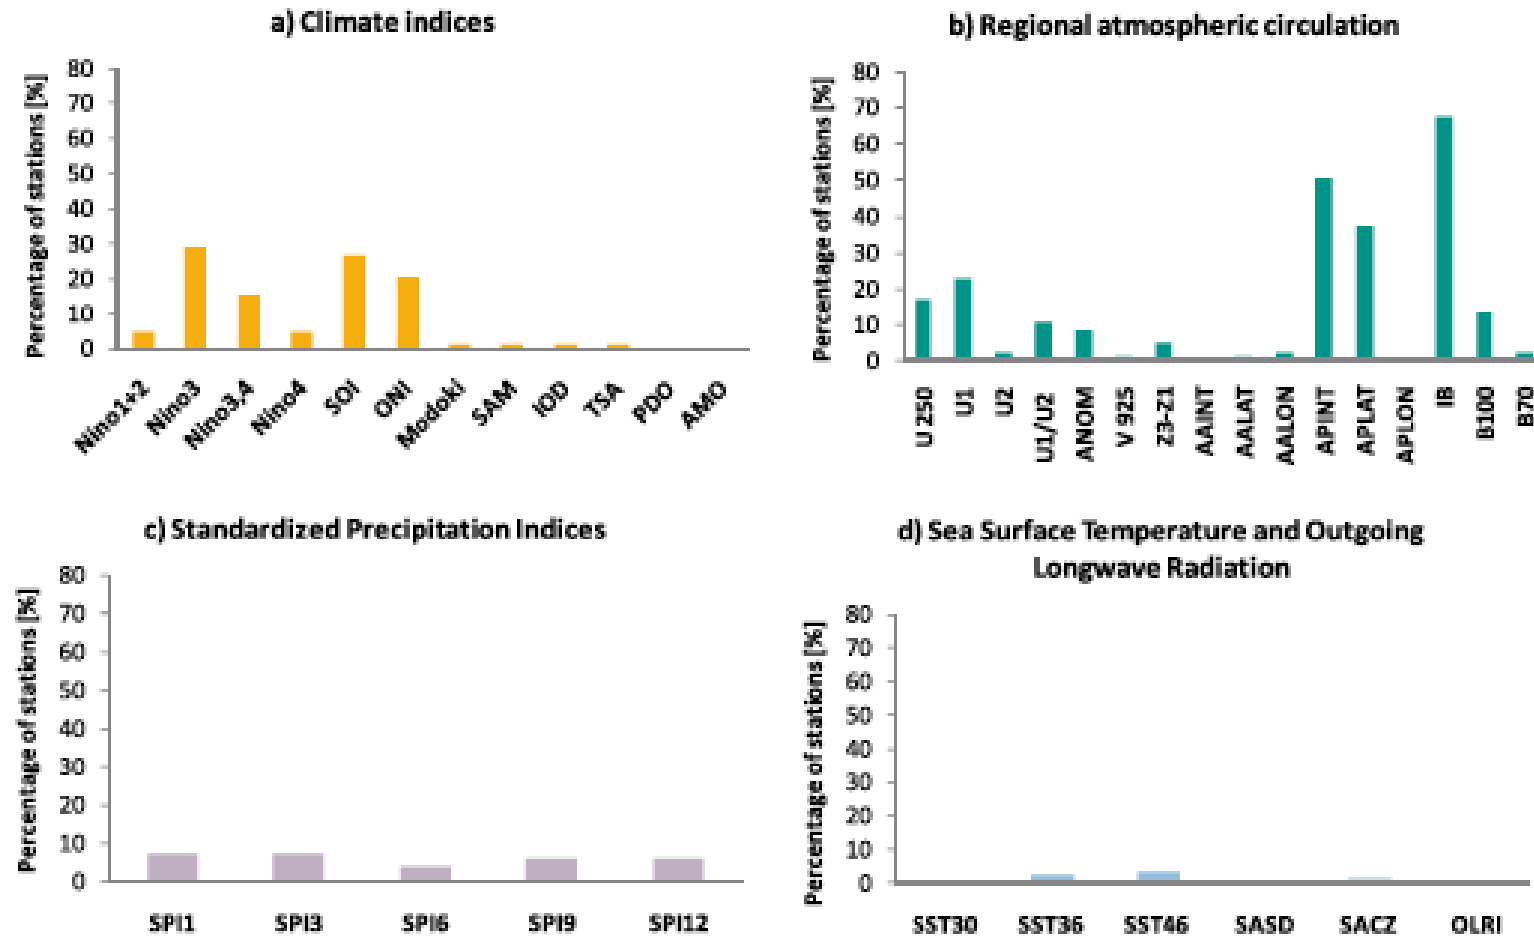 a) Climate indices
Percentage of stations [%]
80
70
60
50
40
30
20
10
0
Nino1+2
Nino3
Nino3,4
Nino4
SOI
ONI
Modoki
SAM
IOD
TSA
PDO
AMO
b) Regional atmospheric circulation
Percentage of stations [%]
80
70
60
50
40
30
20
10
0
U 250
U1
U2
U1/U2
ANOM
V 925
Z3-Z1
AAINT
AALAT
AALON
APINT
APLAT
APLON
IB
B100
B70
c) Standardized Precipitation Indices
Percentage of stations [%]
80
70
60
50
40
30
20
10
0
SPI1
SPI3
SPI6
SPI9
SPI12
d) Sea Surface Temperature and Outgoing
Longwave Radiation
Percentage of stations [%]
80
70
60
50
40
30
20
10
0
SST30
SST36
SST46
SASD
SACZ
OLRI